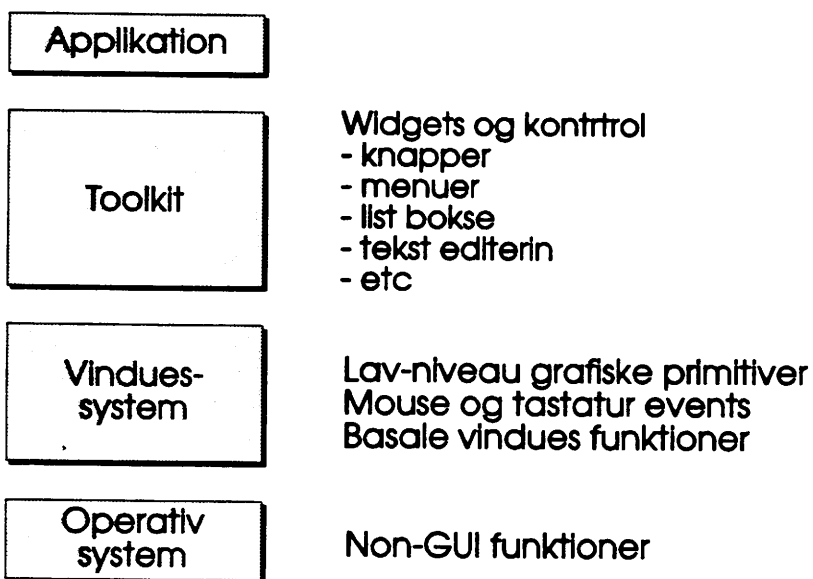 Applikation
Toolkit
Widgets og kontrtrol
- knapper
- menuer
- list bokse
- tekst editerin
- etc
Vindues-
system
Lav-niveau grafiske primitiver
Mouse og tastatur events
Basale vindues funktioner
Operativ
system
Non-GUI funktioner